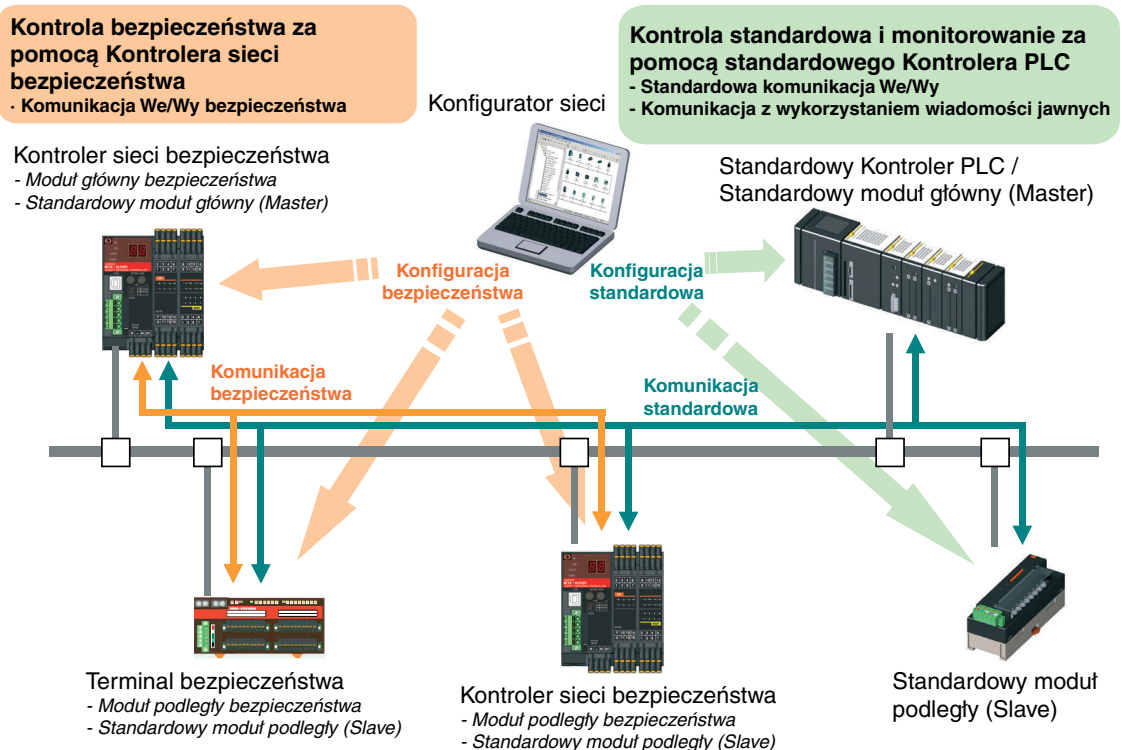 Kontrola bezpieczeństwa za
pomocą Kontrolera sieci
bezpieczeństwa
· Komunikacja We/Wy bezpieczeństwa
Kontrola standardowa i monitorowanie za
pomocą standardowego Kontrolera PLC
- Standardowa komunikacja We/Wy
- Komunikacja z wykorzystaniem wiadomości jawnych
Konfigurator sieci
Kontroler sieci bezpieczeństwa
- Moduł główny bezpieczeństwa
- Standardowy moduł główny (Master)
Standardowy Kontroler PLC /
Standardowy moduł główny (Master)
Konfiguracja
bezpieczeństwa
Konfiguracja
standardowa
Komunikacja
bezpieczeństwa
Komunikacja
standardowa
Terminal bezpieczeństwa
- Moduł podległy bezpieczeństwa
- Standardowy moduł podległy (Slave)
Kontroler sieci bezpieczeństwa
- Moduł podległy bezpieczeństwa
- Standardowy moduł podległy (Slave)
Standardowy moduł
podległy (Slave)